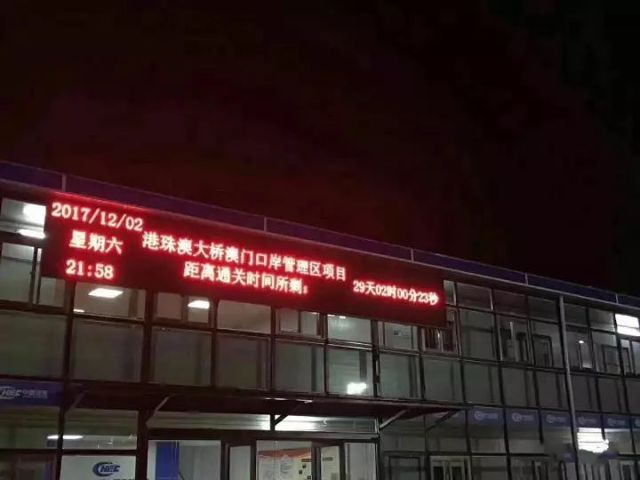 2017/12/02
星期六
21:58
港珠澳大桥澳门口岸管理区项目
距离通关时间所剩：
29天02时00分23秒
CHEC